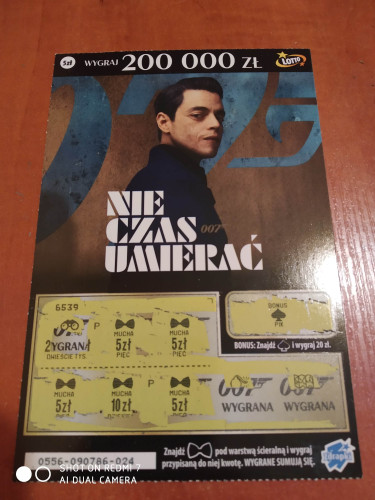 5zł WYGRAJ 200 000 ZŁ LOTTO
NIE
CZAS 007
UMIERAĆ
6539
BONUS
PIK
P
MUCHA MUCHA
WYGRANA 5zł 5zł
DWIEŚCIE TYS PIĘĆ PIĘĆ
BONUS: Znajdź i wygraj 20 zł.
MUCHA MUCHA P MUCHA 007 007
5zł 10zł 5zł WYGRANA WYGRANA
PIĘĆ
Znajdź pod warstwą ścieralną i wygraj
przypisaną do niej kwotę. WYGRANE SUMUJĄ SIĘ.
0556-090786-024
SHOT ON REDMI 7
AI DUAL CAMERA